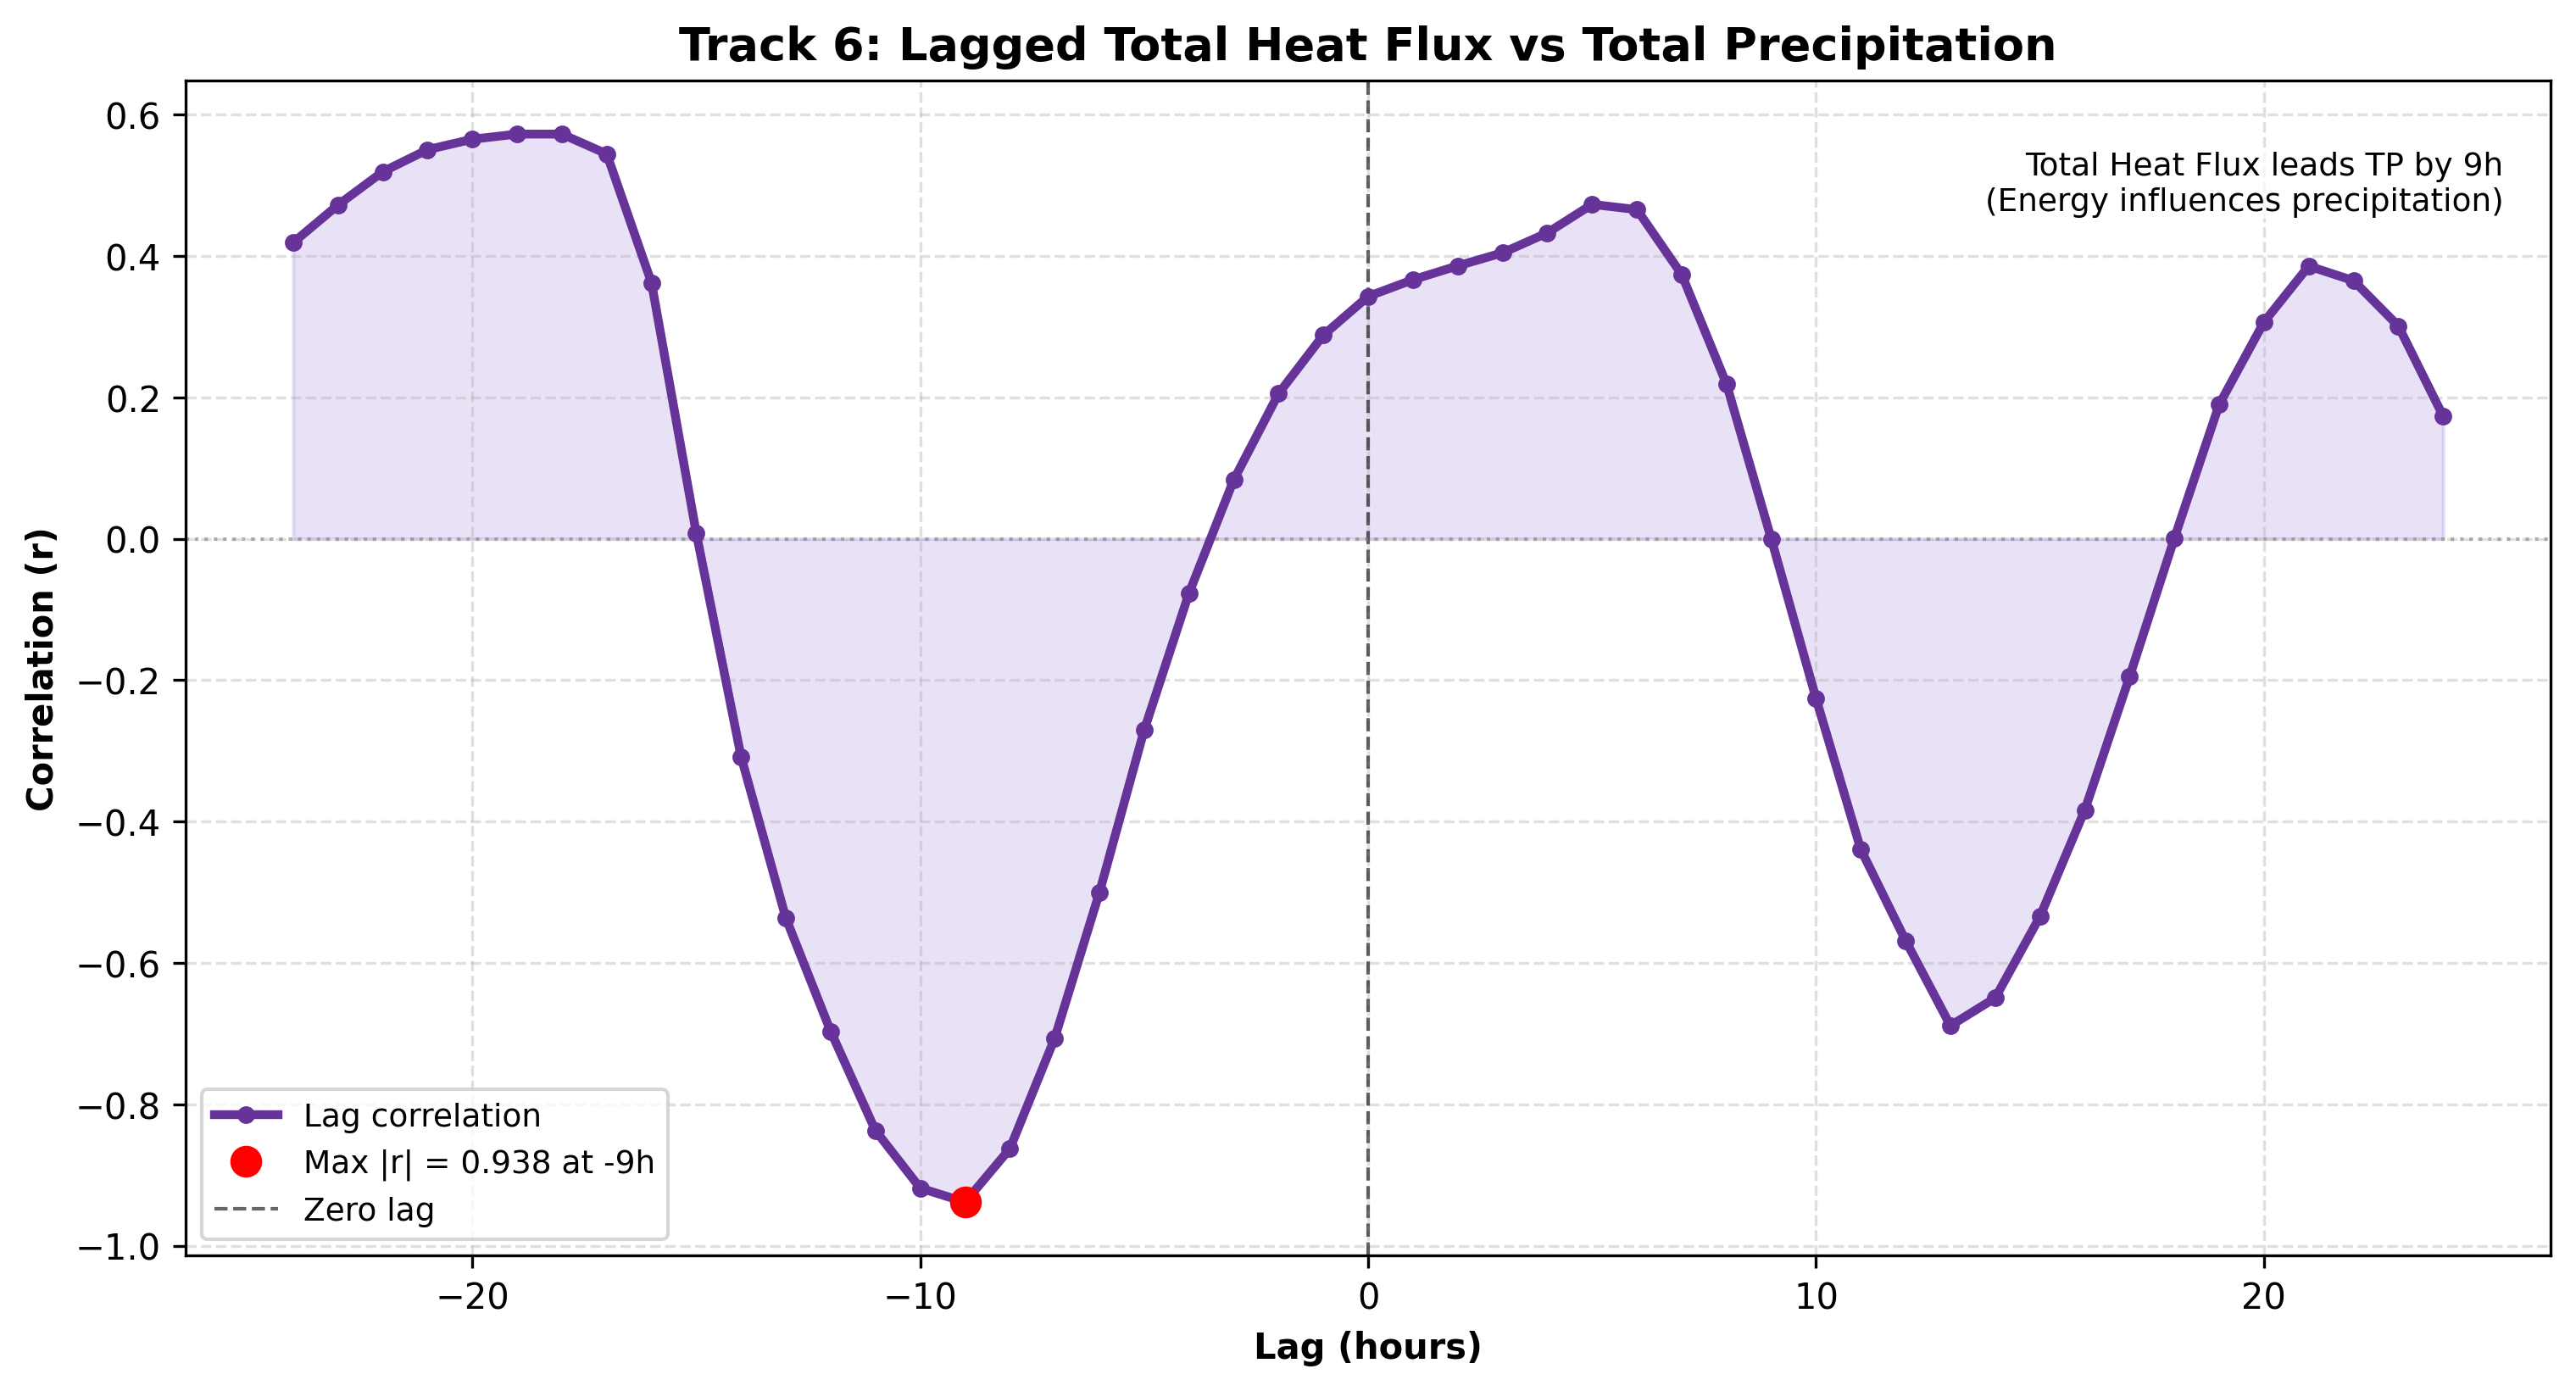 Track 6: Lagged Total Heat Flux vs Total Precipitation
Total Heat Flux leads TP by 9h
(Energy influences precipitation)
Correlation (r)
0.6
0.4
0.2
0.0
−0.2
−0.4
−0.6
−0.8
−1.0
Lag correlation
Max |r| = 0.938 at -9h
Zero lag
−20
−10
0
10
20
Lag (hours)